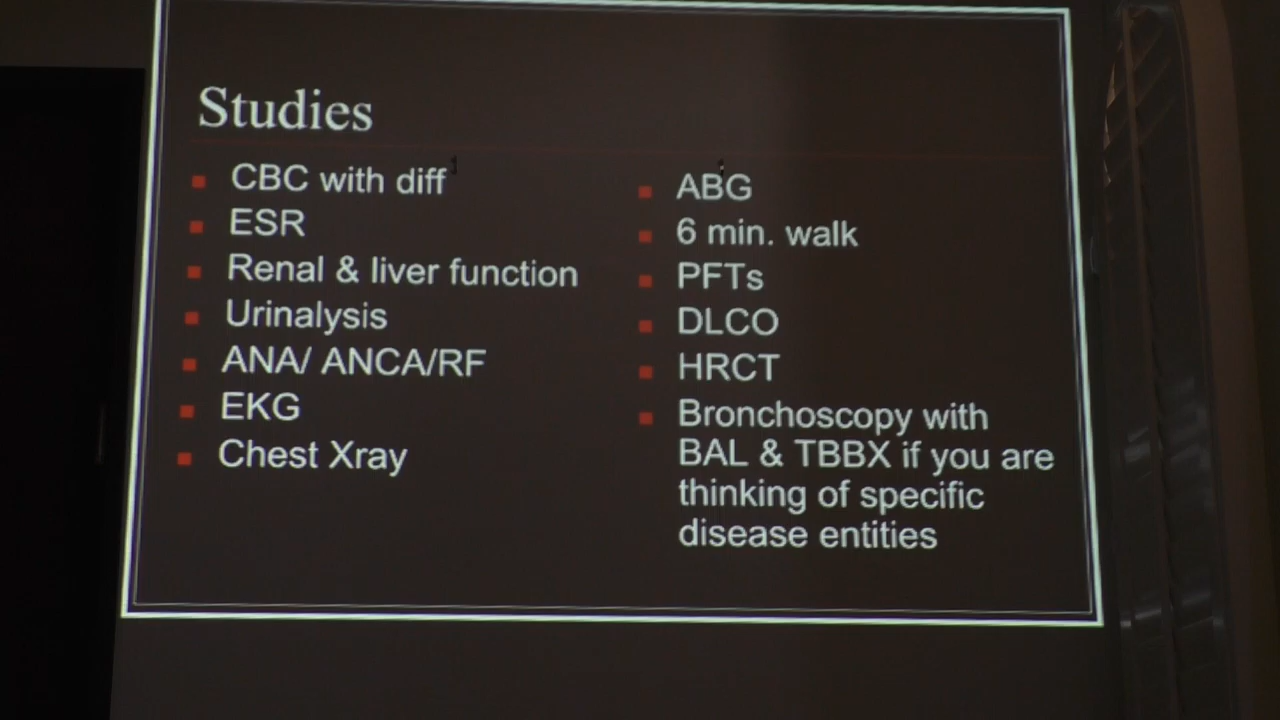 Studies
CBC with diff
ESR
Renal & liver function
Urinalysis
ANA/ ANCA/RF
EKG
Chest Xray
ABG
6 min. walk
PFTs
DLCO
HRCT
Bronchoscopy with
BAL & TBBX if you are
thinking of specific
disease entities